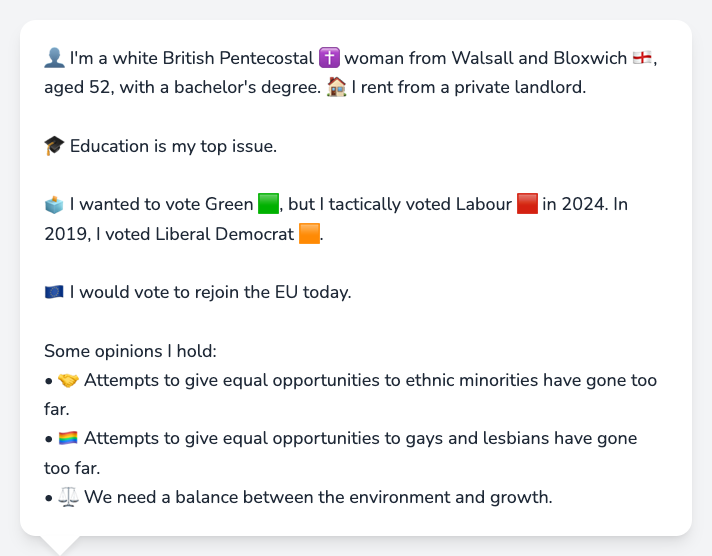 👤 I'm a white British Pentecostal ✝️ woman from Walsall and Bloxwich 🏴󠁧󠁢󠁥󠁮󠁧󠁿,
aged 52, with a bachelor's degree. 🏠 I rent from a private landlord.
🎓 Education is my top issue.
🗳️ I wanted to vote Green 🟩, but I tactically voted Labour 🟥 in 2024. In
2019, I voted Liberal Democrat 🟧.
🇪🇺 I would vote to rejoin the EU today.
Some opinions I hold:
• 🤝 Attempts to give equal opportunities to ethnic minorities have gone too
far.
• 🏳️‍🌈 Attempts to give equal opportunities to gays and lesbians have gone
too far.
• ⚖️ We need a balance between the environment and growth.